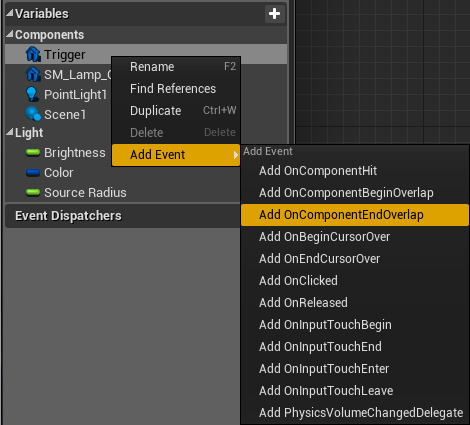 Variables
Components
Trigger
SM_Lamp_C
PointLight1
Scene1
Light
Brightness
Color
Source Radius
Event Dispatchers
Rename F2
Find References
Duplicate Ctrl+W
Delete Delete
Add Event
Add Event
Add OnComponentHit
Add OnComponentBeginOverlap
Add OnComponentEndOverlap
Add OnBeginCursorOver
Add OnEndCursorOver
Add OnClicked
Add OnReleased
Add OnInputTouchBegin
Add OnInputTouchEnd
Add OnInputTouchEnter
Add OnInputTouchLeave
Add PhysicsVolumeChangedDelegate